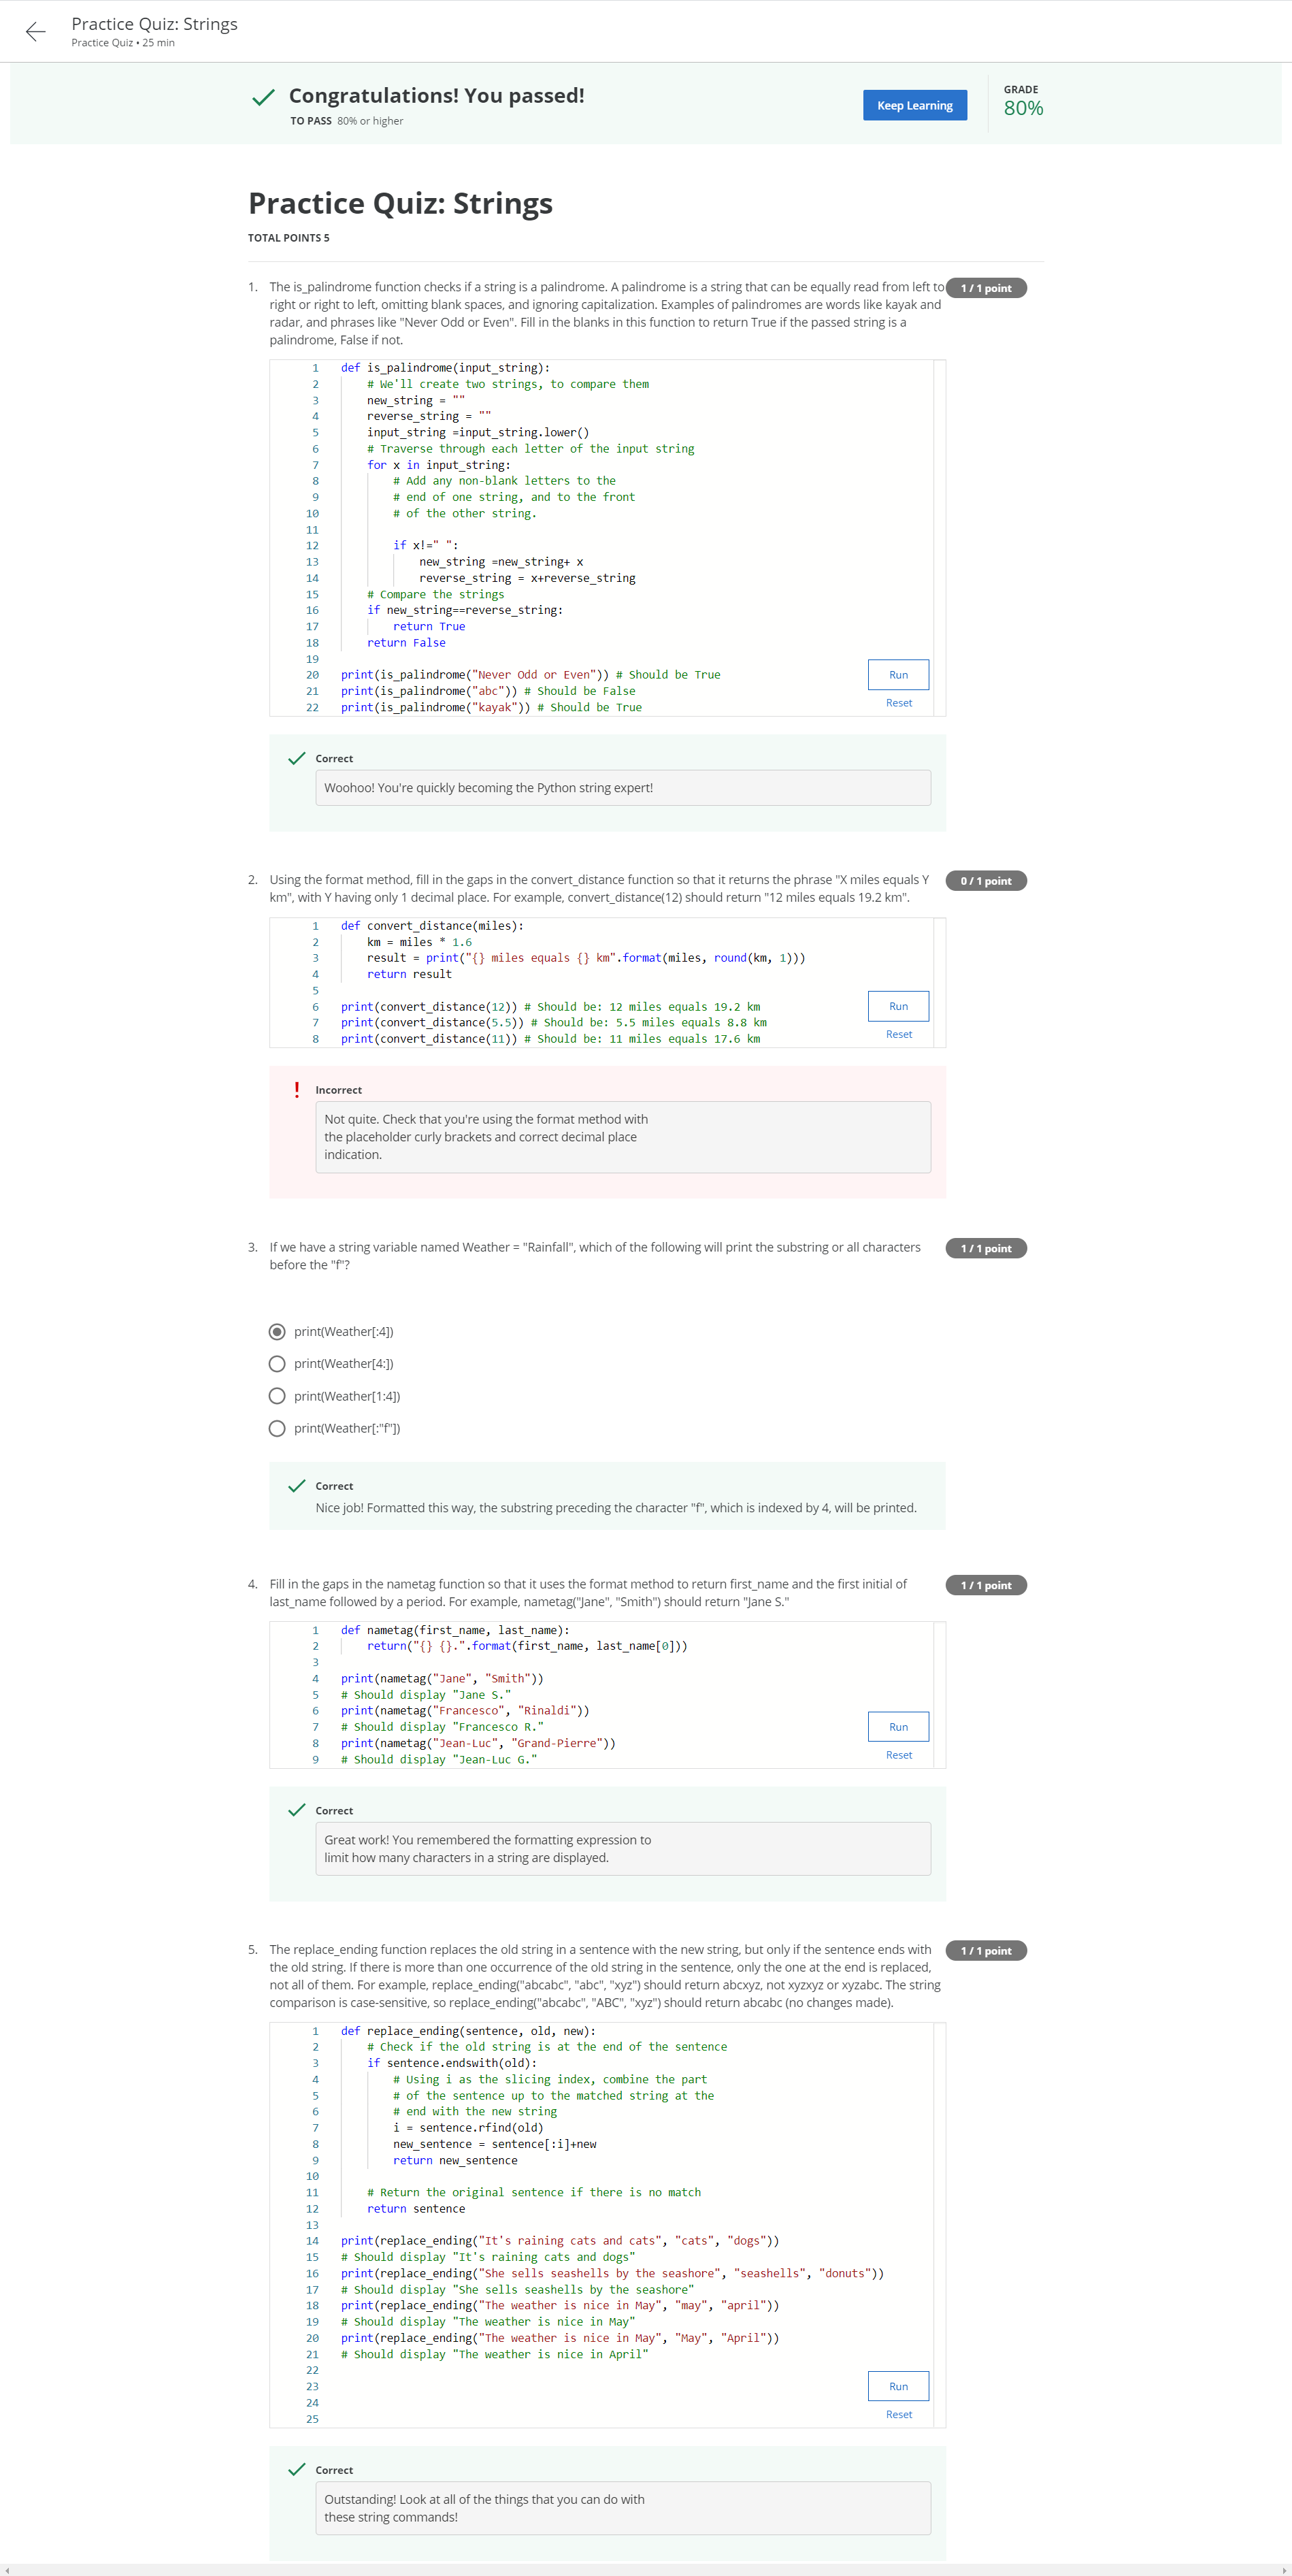 Practice Quiz: Strings
Practice Quiz • 25 min
Congratulations! You passed!
TO PASS 80% or higher
Keep Learning
GRADE
80%
Practice Quiz: Strings
TOTAL POINTS 5
1. The is_palindrome function checks if a string is a palindrome. A palindrome is a string that can be equally read from left to
1 / 1 point
right or right to left, omitting blank spaces, and ignoring capitalization. Examples of palindromes are words like kayak and
radar, and phrases like "Never Odd or Even". Fill in the blanks in this function to return True if the passed string is a
palindrome, False if not.
1 def is_palindrome(input_string):
2 # We'll create two strings, to compare them
3 new_string = ""
4 reverse_string = ""
5 input_string =input_string.lower()
6 # Traverse through each letter of the input string
7 for x in input_string:
8 # Add any non-blank letters to the
9 # end of one string, and to the front
10 # of the other string.
11
12 if x!=" ":
13 new_string =new_string+ x
14 reverse_string = x+reverse_string
15 # Compare the strings
16 if new_string==reverse_string:
17 return True
18 return False
19
20 print(is_palindrome("Never Odd or Even")) # Should be True
21 print(is_palindrome("abc")) # Should be False
22 print(is_palindrome("kayak")) # Should be True
Run
Reset
Correct
Woohoo! You're quickly becoming the Python string expert!
2. Using the format method, fill in the gaps in the convert_distance function so that it returns the phrase "X miles equals Y
0 / 1 point
km", with Y having only 1 decimal place. For example, convert_distance(12) should return "12 miles equals 19.2 km".
1 def convert_distance(miles):
2 km = miles * 1.6
3 result = print("{} miles equals {} km".format(miles, round(km, 1)))
4 return result
5
6 print(convert_distance(12)) # Should be: 12 miles equals 19.2 km
7 print(convert_distance(5.5)) # Should be: 5.5 miles equals 8.8 km
8 print(convert_distance(11)) # Should be: 11 miles equals 17.6 km
Run
Reset
Incorrect
Not quite. Check that you're using the format method with
the placeholder curly brackets and correct decimal place
indication.
3. If we have a string variable named Weather = "Rainfall", which of the following will print the substring or all characters
1 / 1 point
before the "f"?
print(Weather[:4])
print(Weather[4:])
print(Weather[1:4])
print(Weather[:"f"])
Correct
Nice job! Formatted this way, the substring preceding the character "f", which is indexed by 4, will be printed.
4. Fill in the gaps in the nametag function so that it uses the format method to return first_name and the first initial of
1 / 1 point
last_name followed by a period. For example, nametag("Jane", "Smith") should return "Jane S."
1 def nametag(first_name, last_name):
2 return("{} {}.".format(first_name, last_name[0]))
3
4 print(nametag("Jane", "Smith"))
5 # Should display "Jane S."
6 print(nametag("Francesco", "Rinaldi"))
7 # Should display "Francesco R."
8 print(nametag("Jean-Luc", "Grand-Pierre"))
9 # Should display "Jean-Luc G."
Run
Reset
Correct
Great work! You remembered the formatting expression to
limit how many characters in a string are displayed.
5. The replace_ending function replaces the old string in a sentence with the new string, but only if the sentence ends with
1 / 1 point
the old string. If there is more than one occurrence of the old string in the sentence, only the one at the end is replaced,
not all of them. For example, replace_ending("abcabc", "abc", "xyz") should return abcxyz, not xyzxyz or xyzabc. The string
comparison is case-sensitive, so replace_ending("abcabc", "ABC", "xyz") should return abcabc (no changes made).
1 def replace_ending(sentence, old, new):
2 # Check if the old string is at the end of the sentence
3 if sentence.endswith(old):
4 # Using i as the slicing index, combine the part
5 # of the sentence up to the matched string at the
6 # end with the new string
7 i = sentence.rfind(old)
8 new_sentence = sentence[:i]+new
9 return new_sentence
10
11 # Return the original sentence if there is no match
12 return sentence
13
14 print(replace_ending("It's raining cats and cats", "cats", "dogs"))
15 # Should display "It's raining cats and dogs"
16 print(replace_ending("She sells seashells by the seashore", "seashells", "donuts"))
17 # Should display "She sells seashells by the seashore"
18 print(replace_ending("The weather is nice in May", "may", "april"))
19 # Should display "The weather is nice in May"
20 print(replace_ending("The weather is nice in May", "May", "April"))
21 # Should display "The weather is nice in April"
22
23
24
25
Run
Reset
Correct
Outstanding! Look at all of the things that you can do with
these string commands!